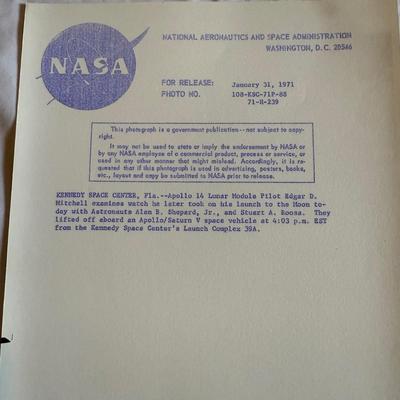 NASA
NATIONAL AERONAUTICS AND SPACE ADMINISTRATION
WASHINGTON, D. C. 20546
FOR RELEASE: January 31, 1971
PHOTO NO. 108-KSC-71P-88
71-H-239
This photograph is a government publication--not subject to copy-
right.
It may not be used to state or imply the endorsement by NASA or
by any NASA employee of a commercial product, process or service, or
used in any other manner that might mislead. Accordingly, it is re-
quested that if this photograph is used in advertising, posters, books,
etc., layout and copy be submitted to NASA prior to release.
KENNEDY SPACE CENTER, Fla.--Apollo 14 Lunar Module Pilot Edgar D.
Mitchell examines watch he later took on his launch to the Moon to-
day with Astronauts Alan B. Shepard, Jr., and Stuart A. Roosa. They
lifted off aboard an Apollo/Saturn V space vehicle at 4:03 p.m. EST
from the Kennedy Space Center's Launch Complex 39A.